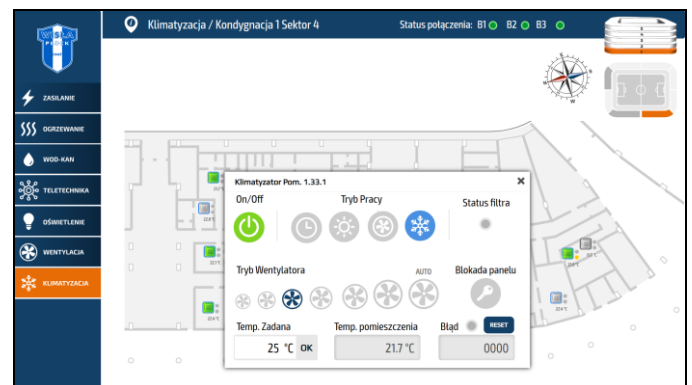 WISŁA
PŁOCK
Klimatyzacja / Kondygnacja 1 Sektor 4
Status połączenia: B1 B2 B3
ZASILANIE
OGRZEWANIE
WOD-KAN
TELETECHNIKA
OŚWIETLENIE
WENTYLACJA
KLIMATYZACJA
Klimatyzator Pom. 1.33.1
On/Off
Tryb Pracy
Status filtra
Tryb Wentylatora
AUTO
Blokada panelu
Temp. Zadana
Temp. pomieszczenia
Błąd
RESET
25 °C OK
21.7 °C
0000